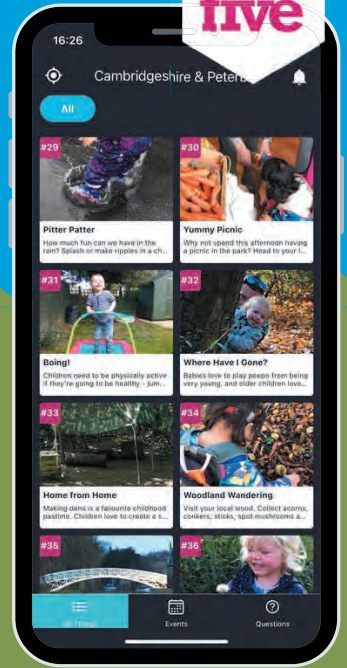 five
16:26
Cambridgeshire & Peterb
All
#29
#30
Pitter Patter
How much fun can we have in the
rain? Splash or make ripples in a ch...
Yummy Picnic
Why not spend this afternoon having
a picnic in the park? Head to your l...
#31
#32
Boing!
Children need to be physically active
if they're going to be healthy – jum...
Where Have I Gone?
Babies love to play peepo from being
very young, and older children love...
#33
#34
Home from Home
Making dens is a favourite childhood
pastime. Children love to create a s...
Woodland Wandering
Visit your local wood. Collect acorns,
conkers, sticks, spot mushrooms a...
#35
#36
Events
Questions